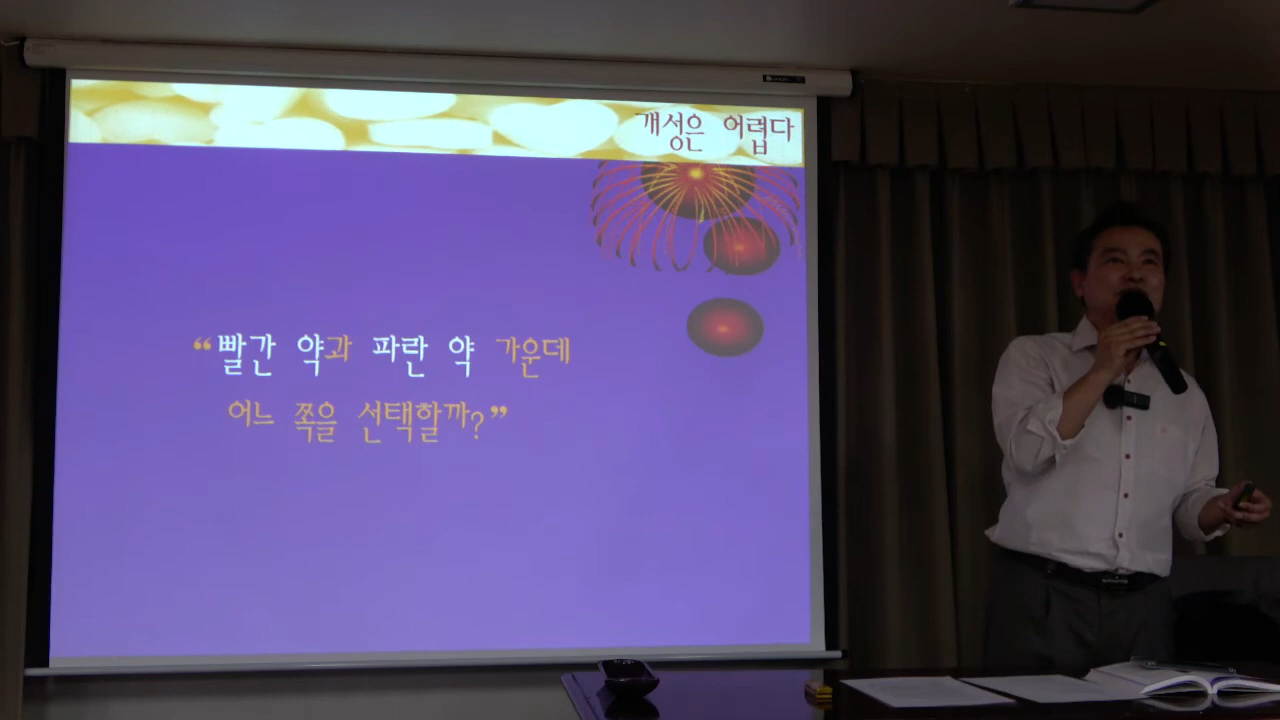 개성은 어렵다
“빨간 약과 파란 약 가운데
어느 쪽을 선택할까?”